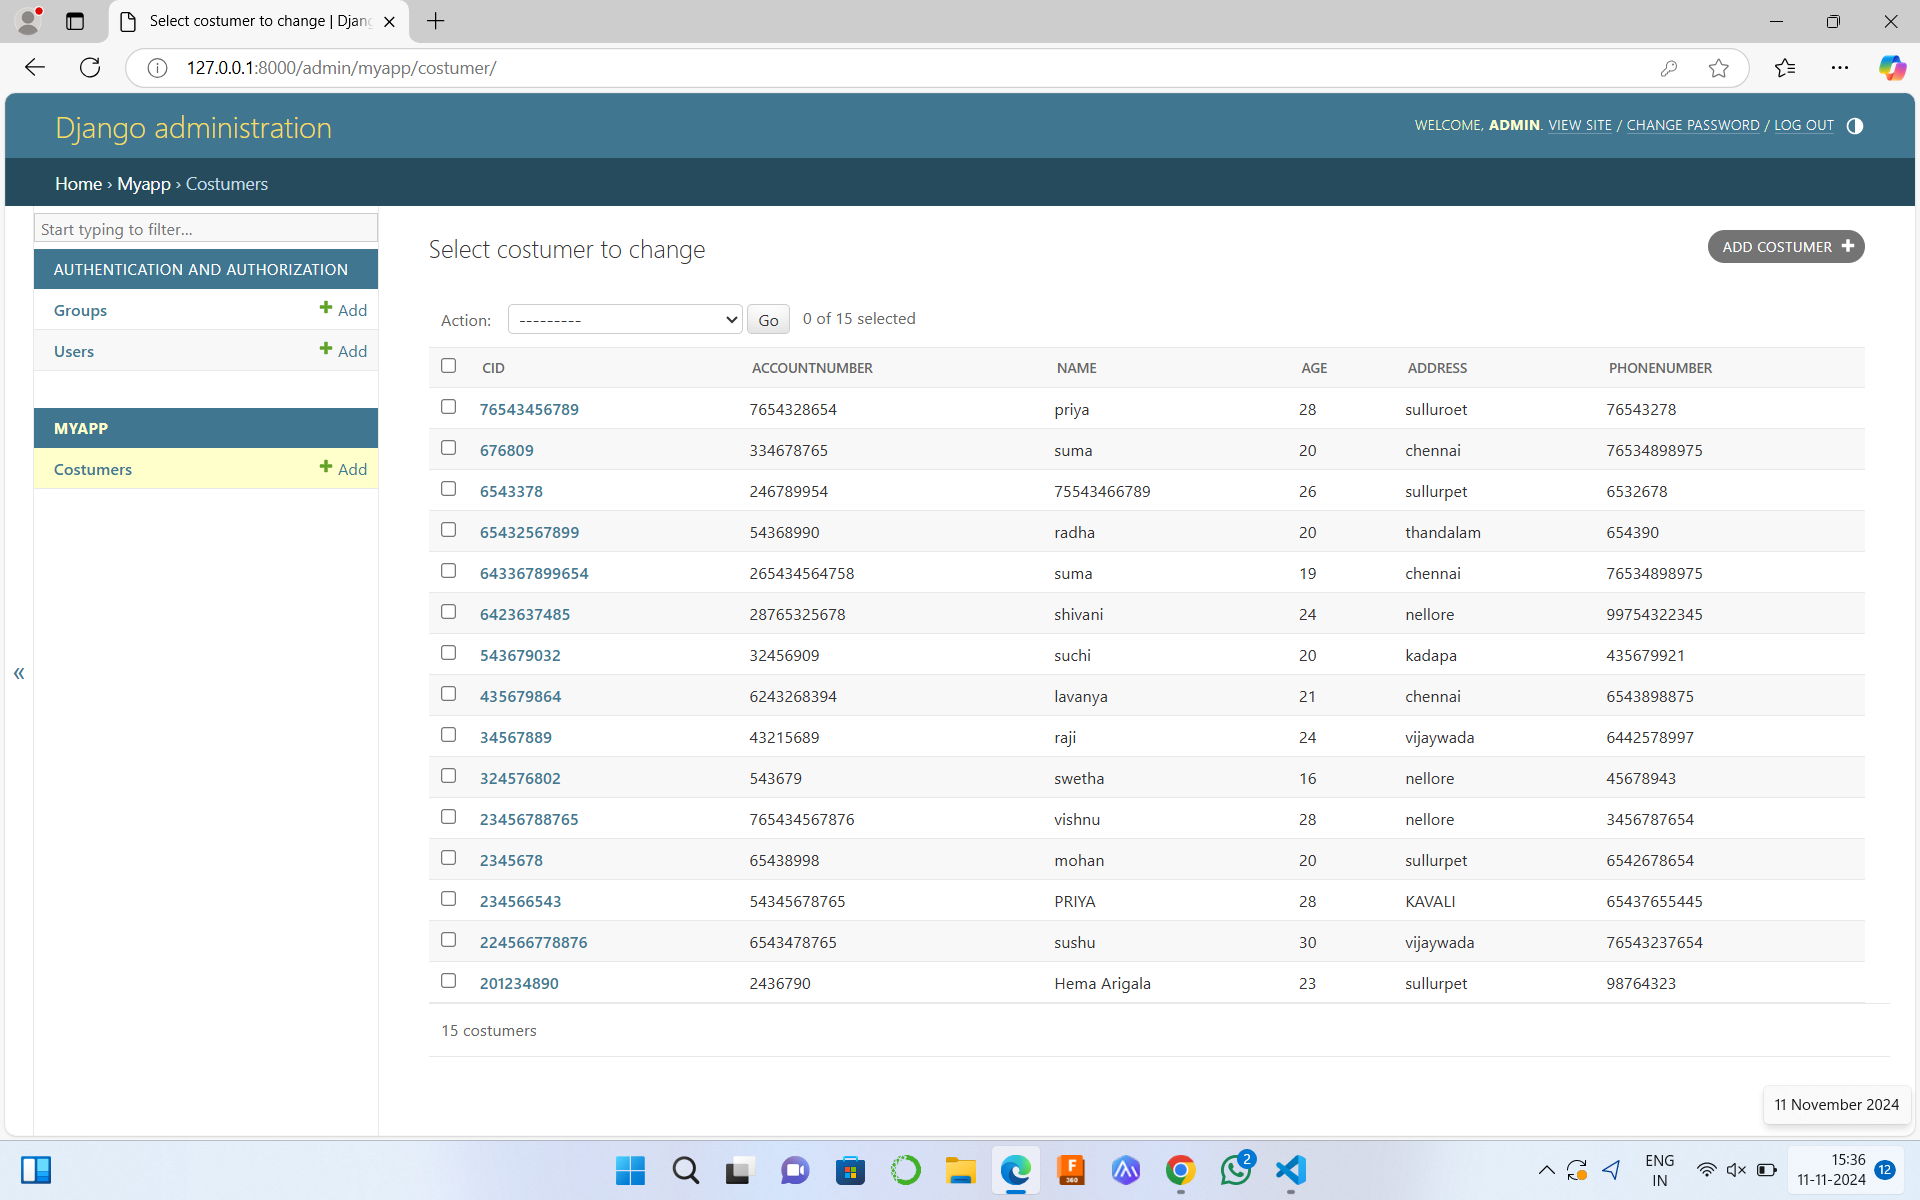 Select costumer to change | Djang
127.0.0.1:8000/admin/myapp/costumer/
Django administration
WELCOME, ADMIN. VIEW SITE / CHANGE PASSWORD / LOG OUT
Home › Myapp › Costumers
Start typing to filter...
AUTHENTICATION AND AUTHORIZATION
Groups + Add
Users + Add
MYAPP
Costumers + Add
«
Select costumer to change
ADD COSTUMER +
Action: --------- Go 0 of 15 selected
CID ACCOUNTNUMBER NAME AGE ADDRESS PHONENUMBER
76543456789 7654328654 priya 28 sulluroet 76543278
676809 334678765 suma 20 chennai 76534898975
6543378 246789954 75543466789 26 sullurpet 6532678
65432567899 54368990 radha 20 thandalam 654390
643367899654 265434564758 suma 19 chennai 76534898975
6423637485 28765325678 shivani 24 nellore 99754322345
543679032 32456909 suchi 20 kadapa 435679921
435679864 6243268394 lavanya 21 chennai 6543898875
34567889 43215689 raji 24 vijaywada 6442578997
324576802 543679 swetha 16 nellore 45678943
23456788765 765434567876 vishnu 28 nellore 3456787654
2345678 65438998 mohan 20 sullurpet 6542678654
234566543 54345678765 PRIYA 28 KAVALI 65437655445
224566778876 6543478765 sushu 30 vijaywada 76543237654
201234890 2436790 Hema Arigala 23 sullurpet 98764323
15 costumers
11 November 2024
F
360
2
ENG
IN
15:36
11-11-2024
12